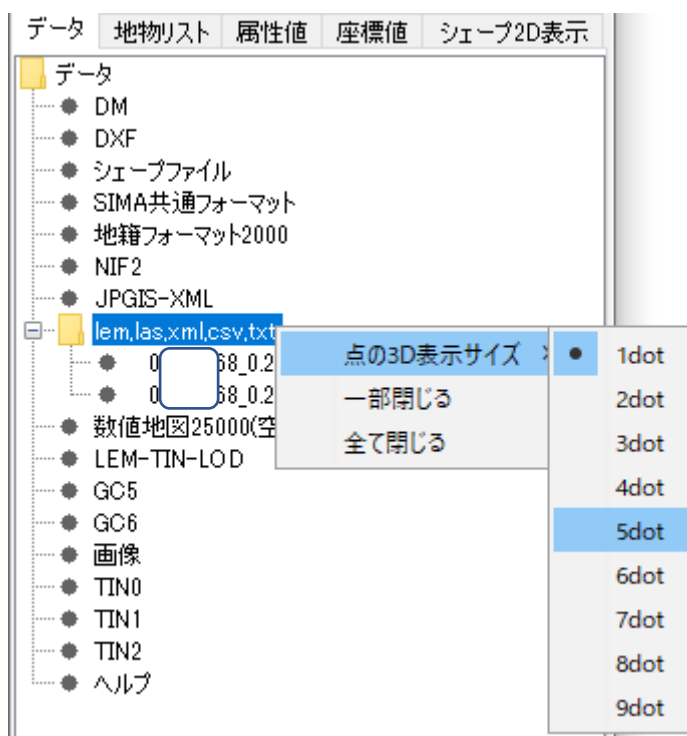 データ 地物リスト 属性値 座標値 シェープ2D表示
データ
DM
DXF
シェープファイル
SIMA共通フォーマット
地籍フォーマット2000
NIF2
JPGIS-XML
lem,las,xml,csv,txt
0 68_0.2
0 68_0.2
数値地図25000(空
LEM-TIN-LOD
GC5
GC6
画像
TIN0
TIN1
TIN2
ヘルプ
点の3D表示サイズ
一部閉じる
全て閉じる
1dot
2dot
3dot
4dot
5dot
6dot
7dot
8dot
9dot